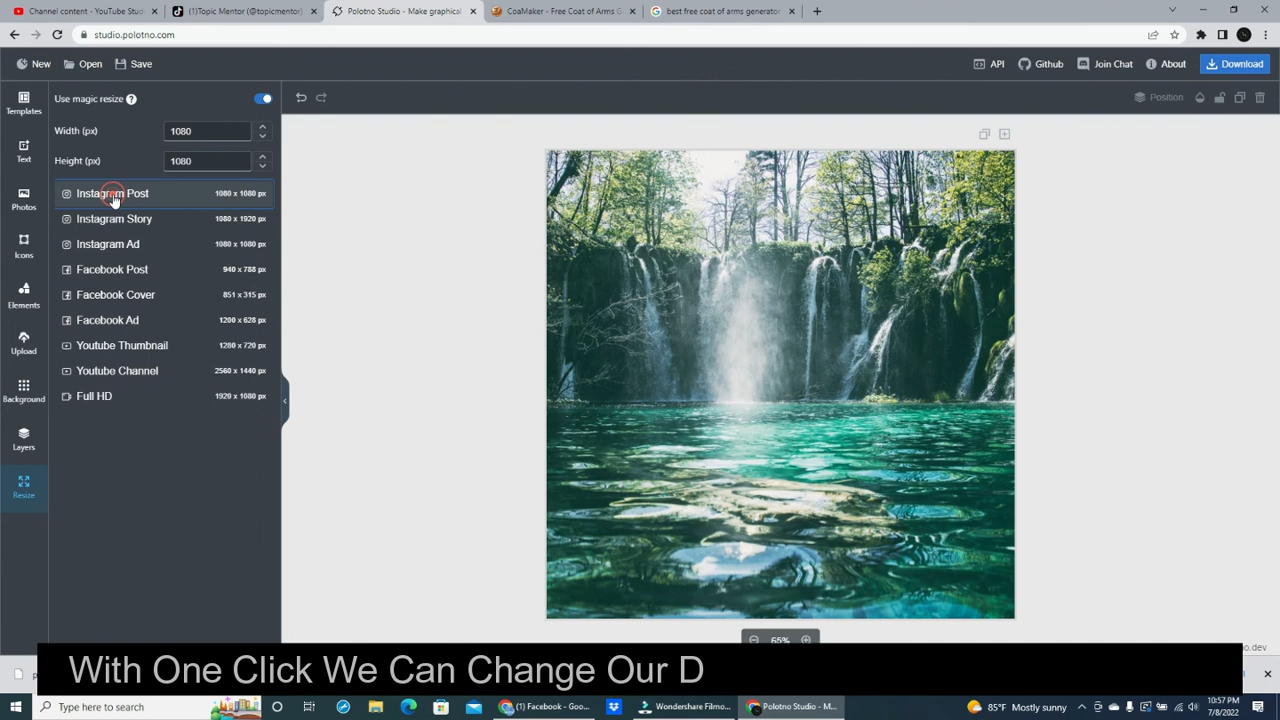 Channel content - YouTube Stud
(1)Topic Mentor (@topicmentor)
Polotno Studio - Make graphical
CoaMaker - Free Coat of Arms G
best free coat of arms generator
studio.polotno.com
New
Open
Save
API
Github
Join Chat
About
Download
Templates
Text
Photos
Icons
Elements
Upload
Background
Layers
Resize
Use magic resize ?
Width (px) 1080
Height (px) 1080
Instagram Post 1080 x 1080 px
Instagram Story 1080 x 1920 px
Instagram Ad 1080 x 1080 px
Facebook Post 940 x 788 px
Facebook Cover 851 x 315 px
Facebook Ad 1200 x 628 px
Youtube Thumbnail 1280 x 720 px
Youtube Channel 2560 x 1440 px
Full HD 1920 x 1080 px
Position
65%
o.dev
With One Click We Can Change Our D
Type here to search
(1) Facebook - Goo...
Wondershare Filmo...
Polotno Studio - M...
85°F Mostly sunny
10:57 PM
7/8/2022